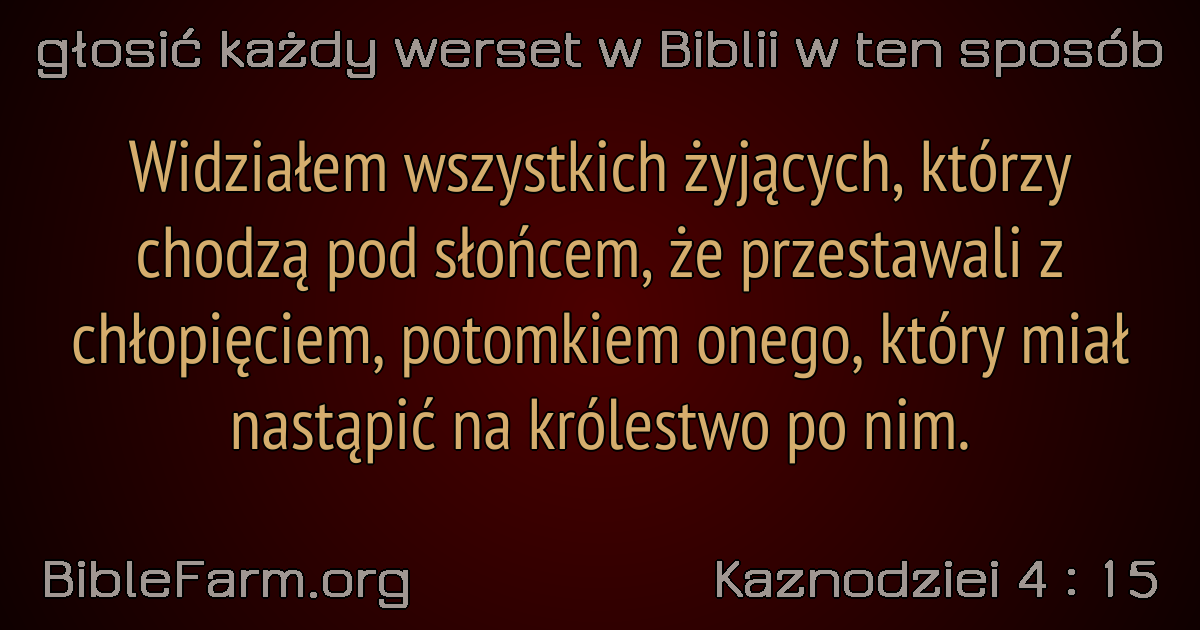 głosić każdy werset w Biblii w ten sposób
Widziałem wszystkich żyjących, którzy
chodzą pod słońcem, że przestawali z
chłopięciem, potomkiem onego, który miał
nastąpić na królestwo po nim.
BibleFarm.org
Kaznodziei 4 : 15